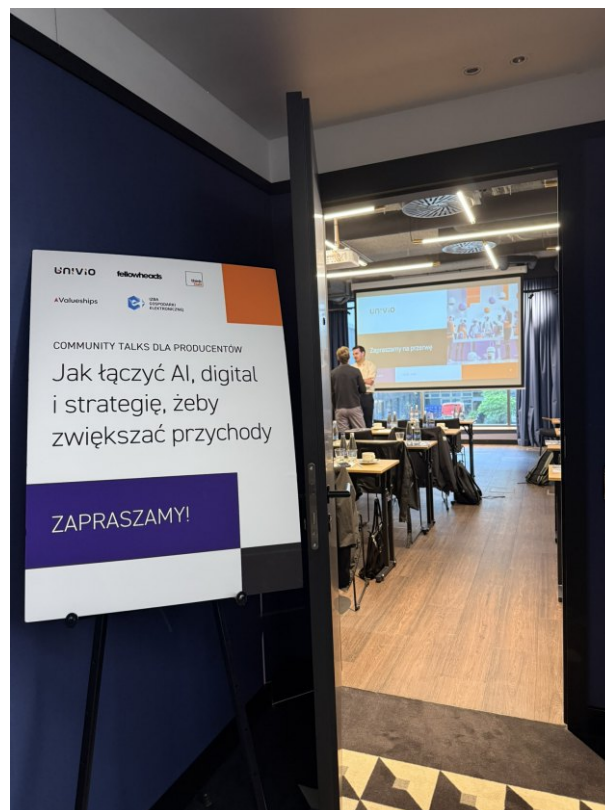 UNIVIO
fellowheads
▲Valueships
IZBA
GOSPODARKI
ELEKTRONICZNEJ
COMMUNITY TALKS DLA PRODUCENTÓW
Jak łączyć AI, digital
i strategię, żeby
zwiększać przychody
ZAPRASZAMY!
UNIVIO
Zapraszamy na przerwę